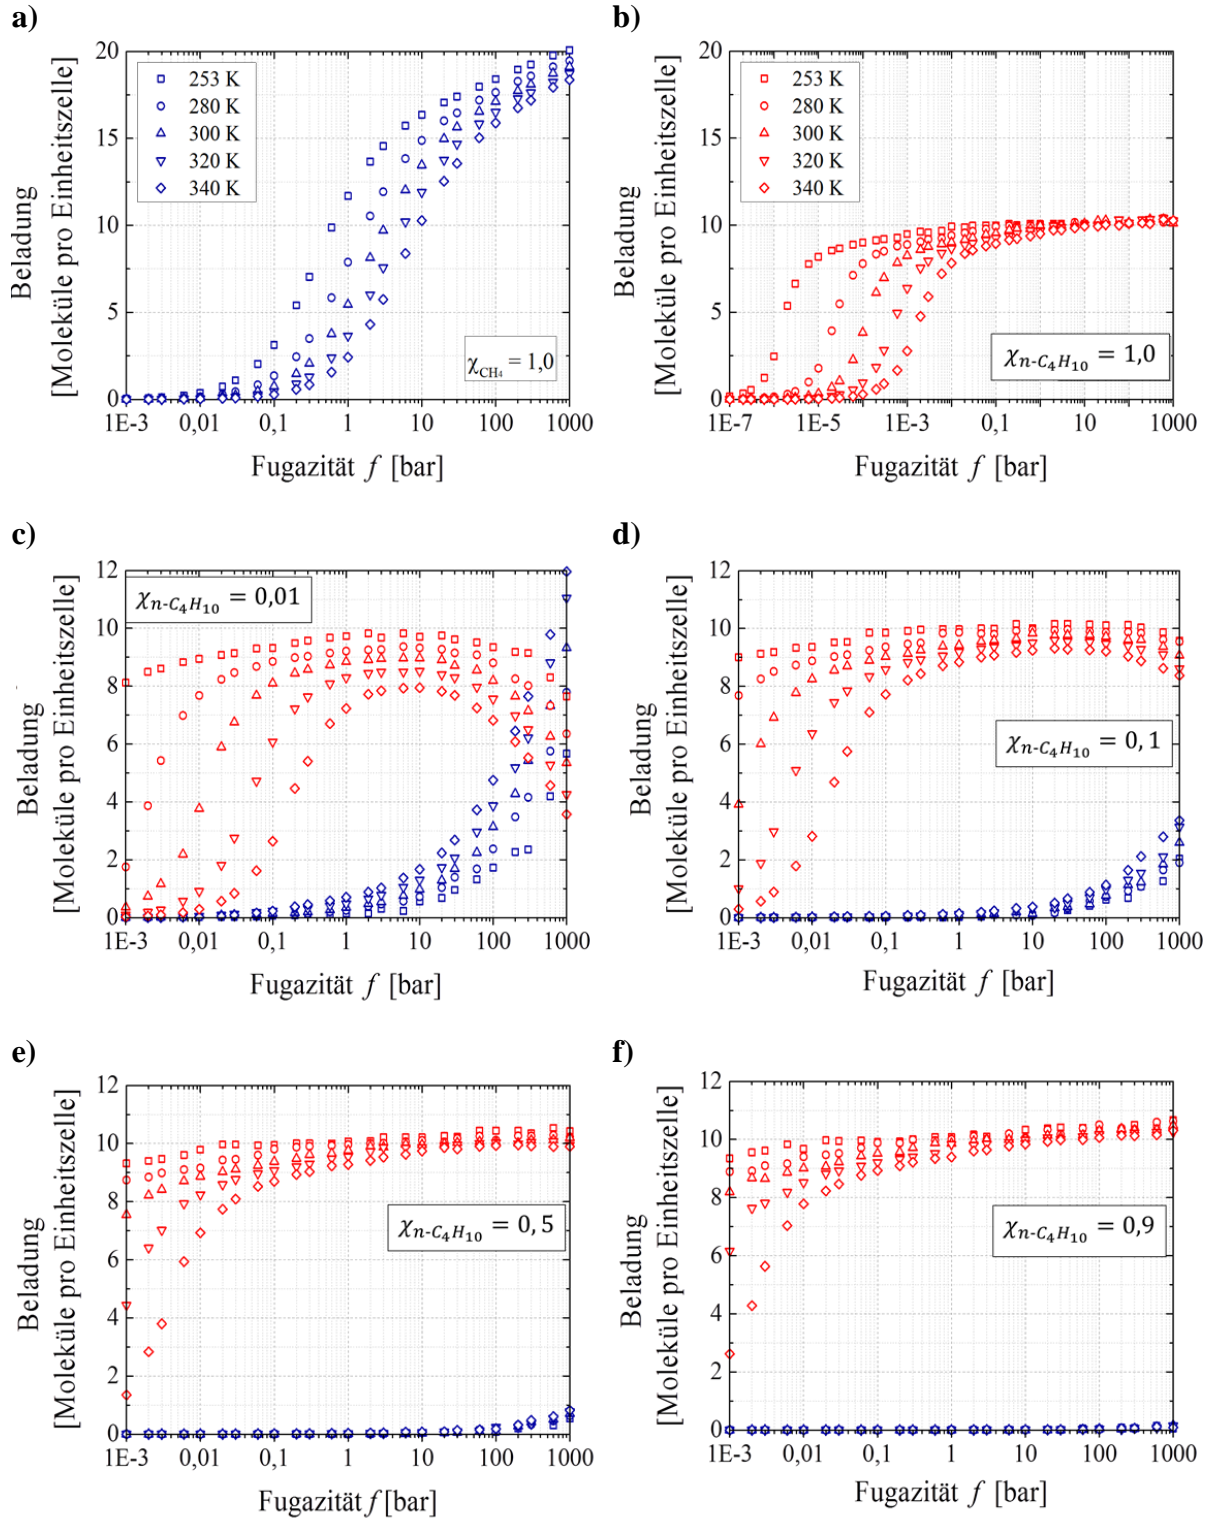 a)
20
15
10
5
0
253 K
280 K
300 K
320 K
340 K
χCH₄ = 1,0
1E-3 0,01 0,1 1 10 100 1000
Fugazität f [bar]
Beladung
[Moleküle pro Einheitszelle]
b)
20
15
10
5
0
253 K
280 K
300 K
320 K
340 K
χn-C4H10 = 1,0
1E-7 1E-5 1E-3 0,1 10 1000
Fugazität f [bar]
Beladung
[Moleküle pro Einheitszelle]
c)
12
10
8
6
4
2
0
χn-C4H10 = 0,01
1E-3 0,01 0,1 1 10 100 1000
Fugazität f [bar]
Beladung
[Moleküle pro Einheitszelle]
d)
12
10
8
6
4
2
0
χn-C4H10 = 0, 1
1E-3 0,01 0,1 1 10 100 1000
Fugazität f [bar]
Beladung
[Moleküle pro Einheitszelle]
e)
12
10
8
6
4
2
0
χn-C4H10 = 0, 5
1E-3 0,01 0,1 1 10 100 1000
Fugazität f [bar]
Beladung
[Moleküle pro Einheitszelle]
f)
12
10
8
6
4
2
0
χn-C4H10 = 0,9
1E-3 0,01 0,1 1 10 100 1000
Fugazität f [bar]
Beladung
[Moleküle pro Einheitszelle]